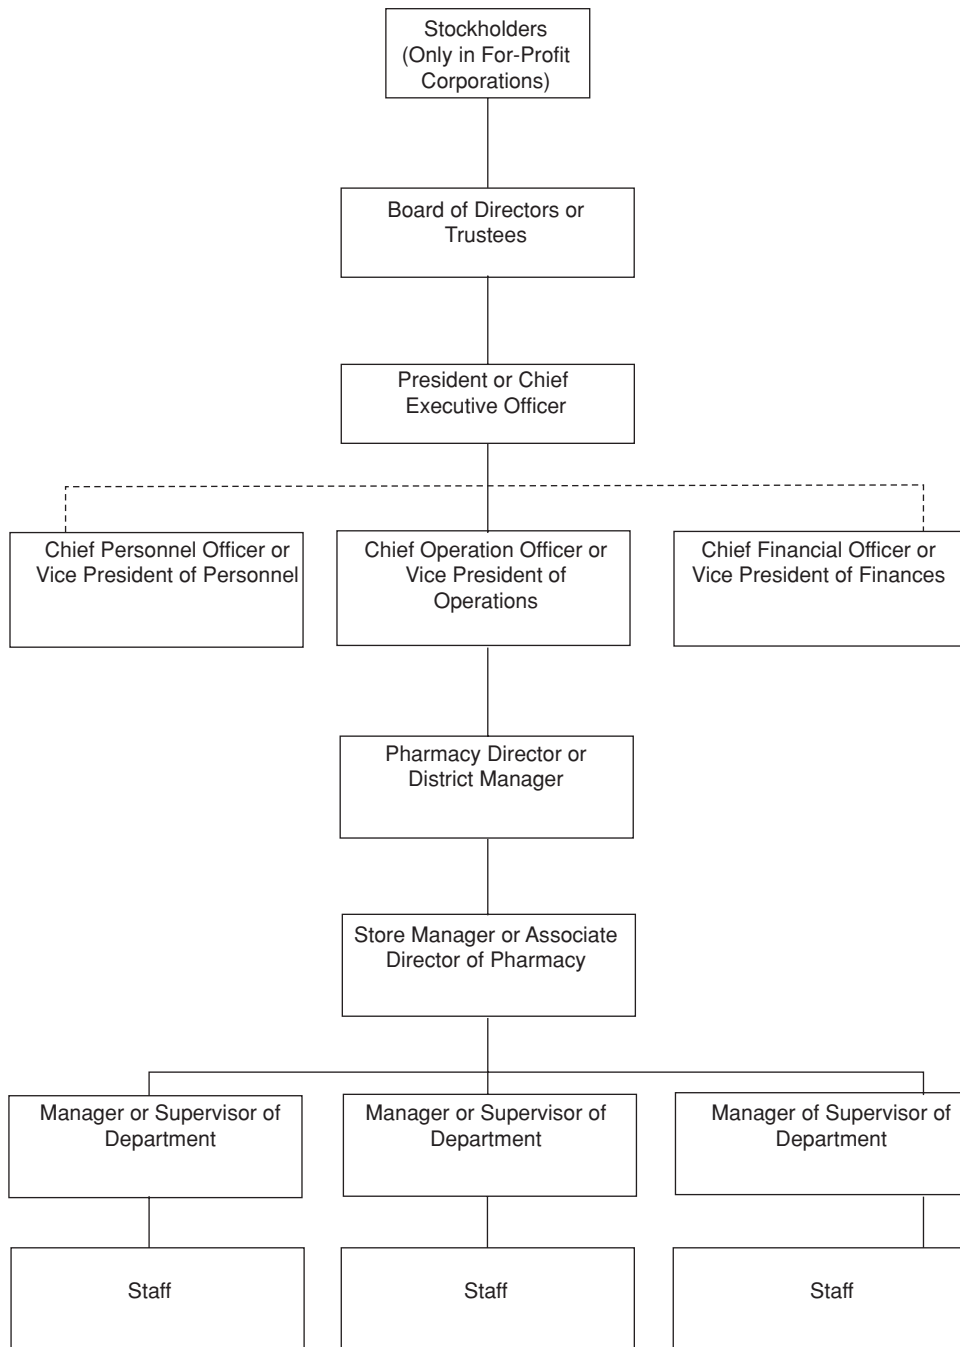 Stockholders
(Only in For-Profit
Corporations)
Board of Directors or
Trustees
President or Chief
Executive Officer
Chief Personnel Officer or
Vice President of Personnel
Chief Operation Officer or
Vice President of
Operations
Chief Financial Officer or
Vice President of Finances
Pharmacy Director or
District Manager
Store Manager or Associate
Director of Pharmacy
Manager or Supervisor of
Department
Manager or Supervisor of
Department
Manager of Supervisor of
Department
Staff
Staff
Staff